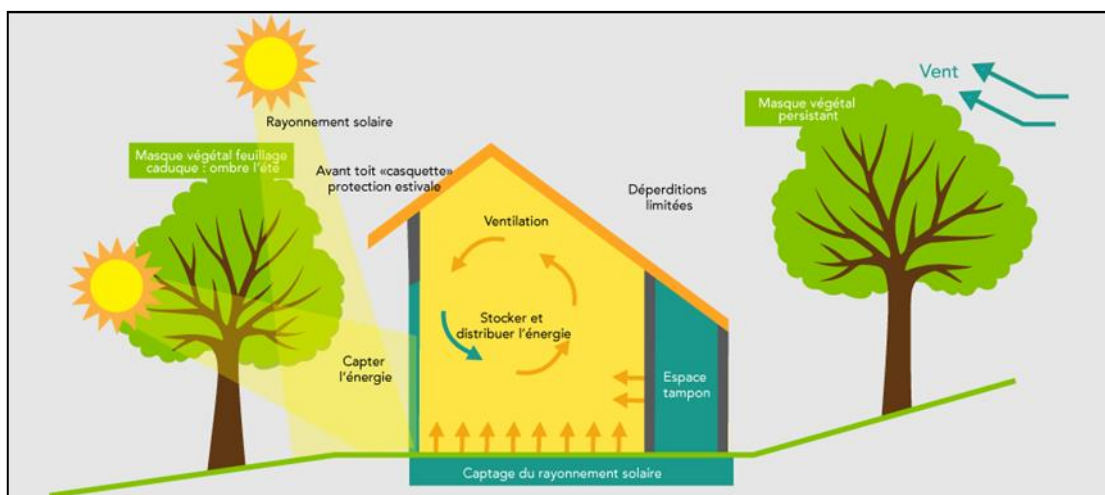 Vent
Masque végétal
persistant
Rayonnement solaire
Masque végétal feuillage
caduque : ombre l'été
Avant toit «casquette»
protection estivale
Déperditions
limitées
Ventilation
Stocker et
distribuer l'énergie
Capter
l'énergie
Espace
tampon
Captage du rayonnement solaire